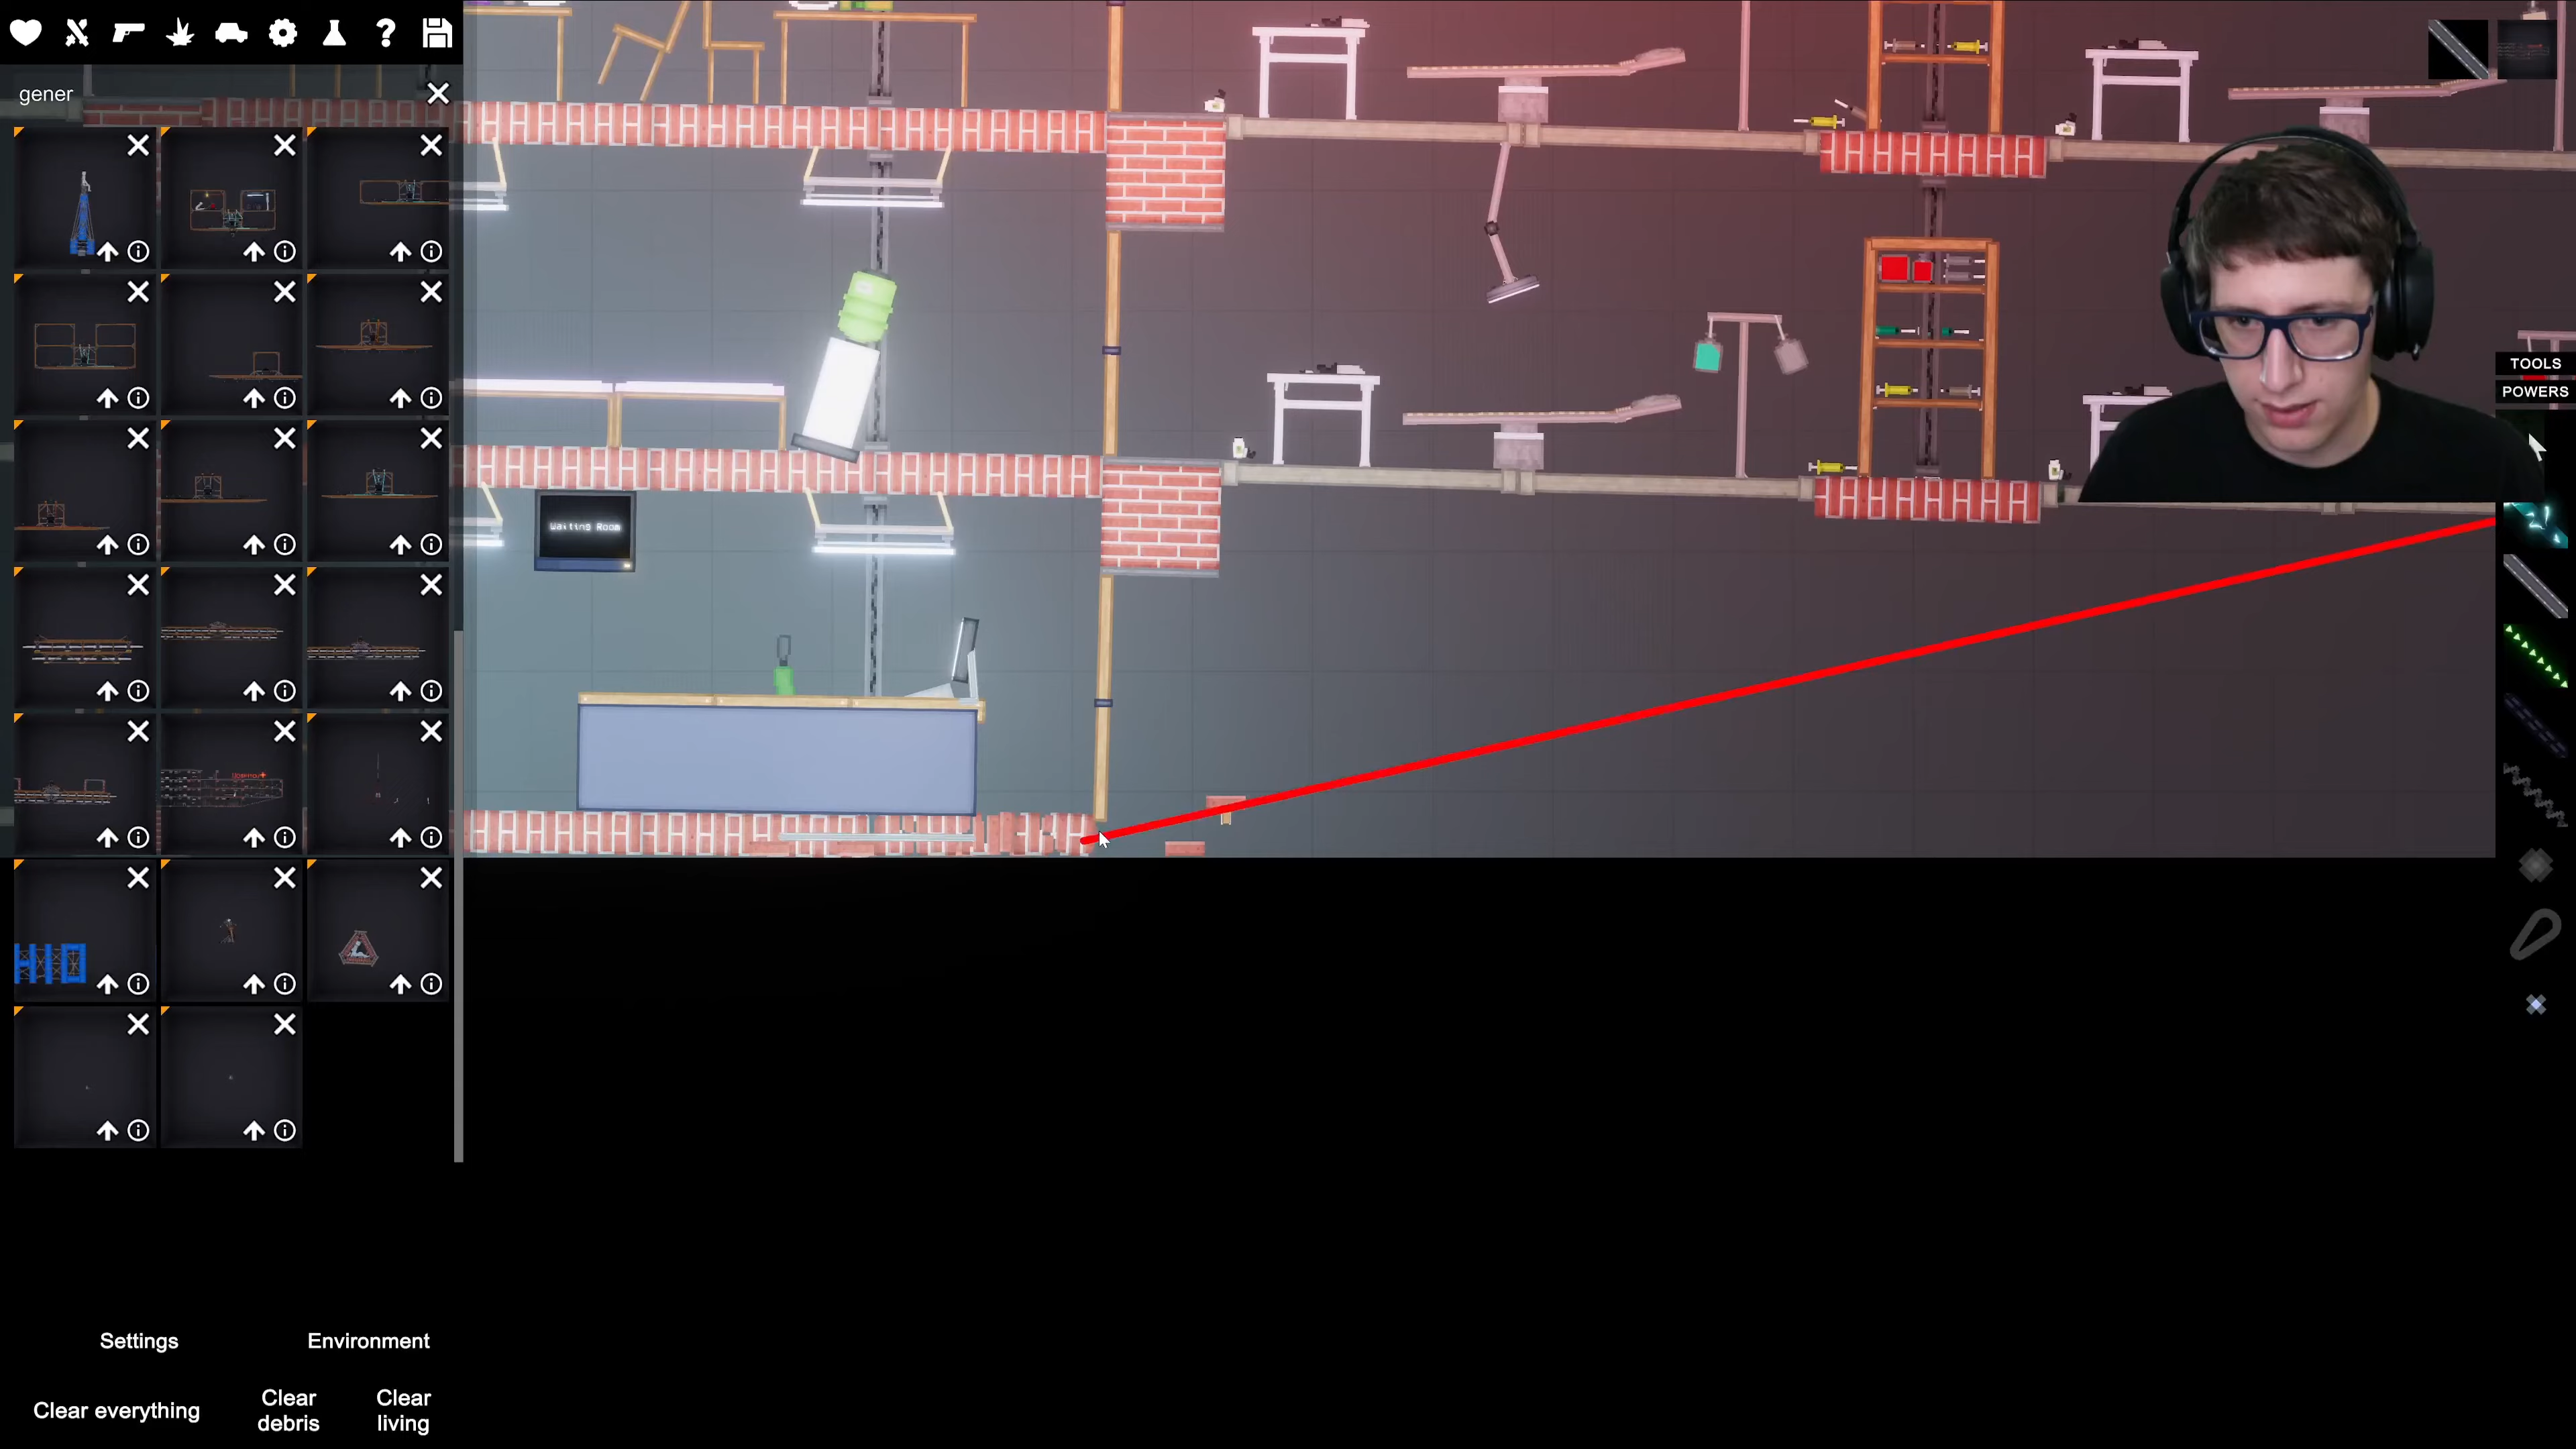 gener
TOOLS
POWERS
Waiting Room
Settings
Environment
Clear everything
Clear
debris
Clear
living